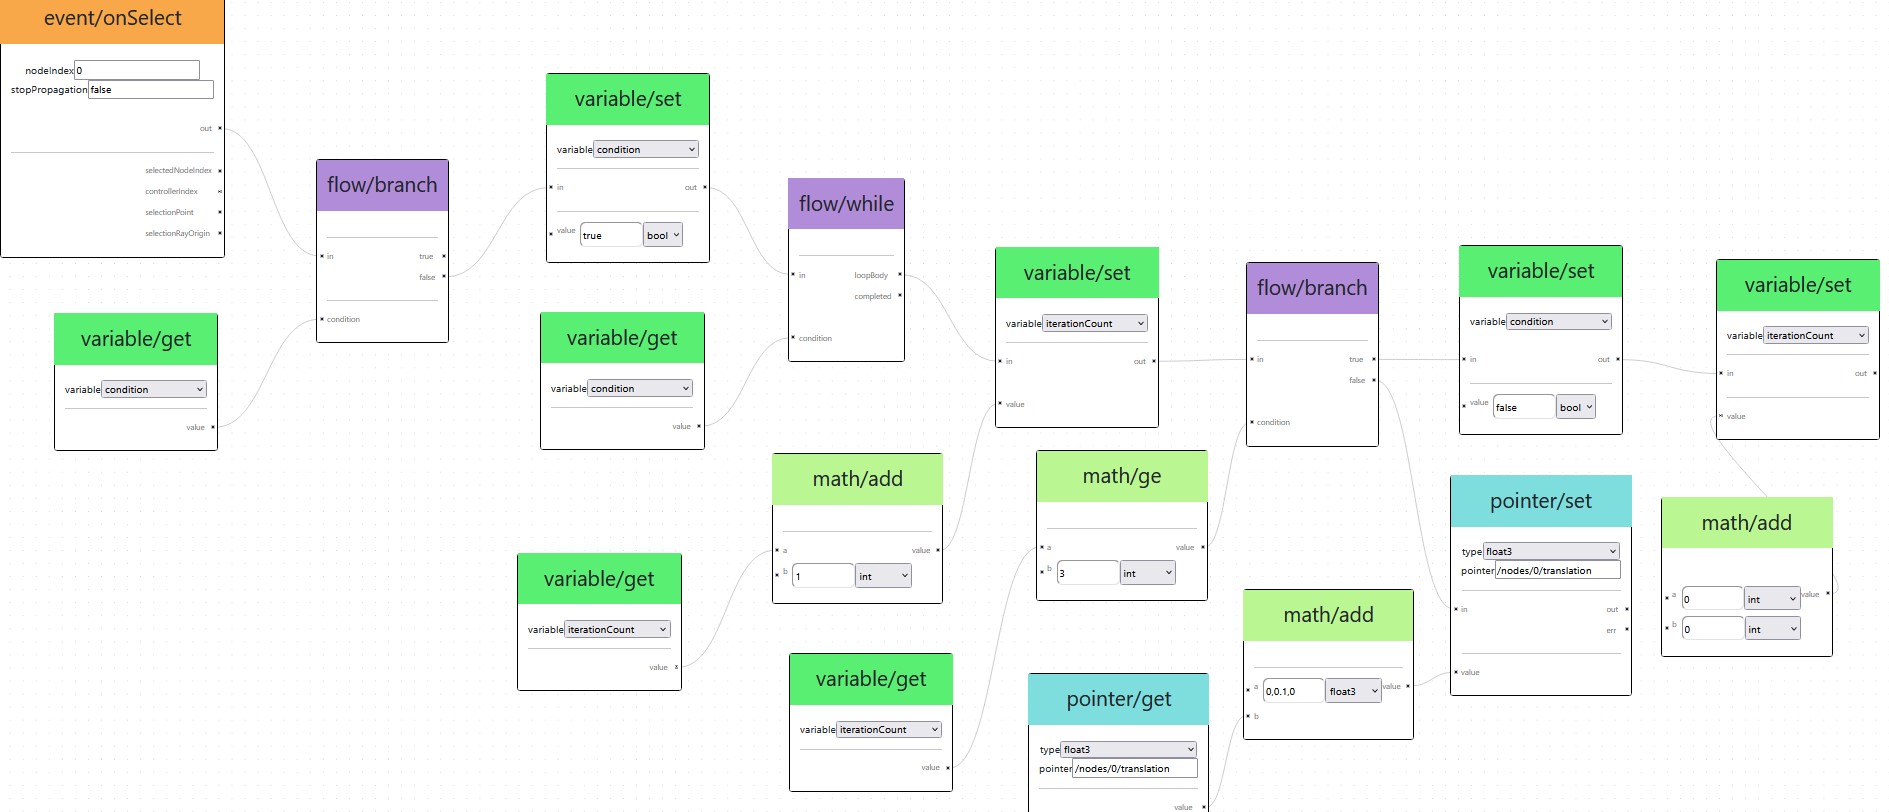 event/onSelect
nodeIndex 0
stopPropagation false
out
selectedNodeIndex
controllerIndex
selectionPoint
selectionRayOrigin
variable/get
variable condition
value
flow/branch
in true
false
condition
variable/set
variable condition
in out
value true bool
variable/get
variable condition
value
flow/while
in loopBody
completed
condition
variable/get
variable iterationCount
value
math/add
a value
b 1 int
variable/get
variable iterationCount
value
variable/set
variable iterationCount
in out
value
math/ge
a value
b 3 int
pointer/get
type float3
pointer /nodes/0/translation
value
flow/branch
in true
false
condition
math/add
a 0,0.1,0 float3 value
b
variable/set
variable condition
in out
value false bool
pointer/set
type float3
pointer /nodes/0/translation
in out
err
value
variable/set
variable iterationCount
in out
value
math/add
a 0 int value
b 0 int